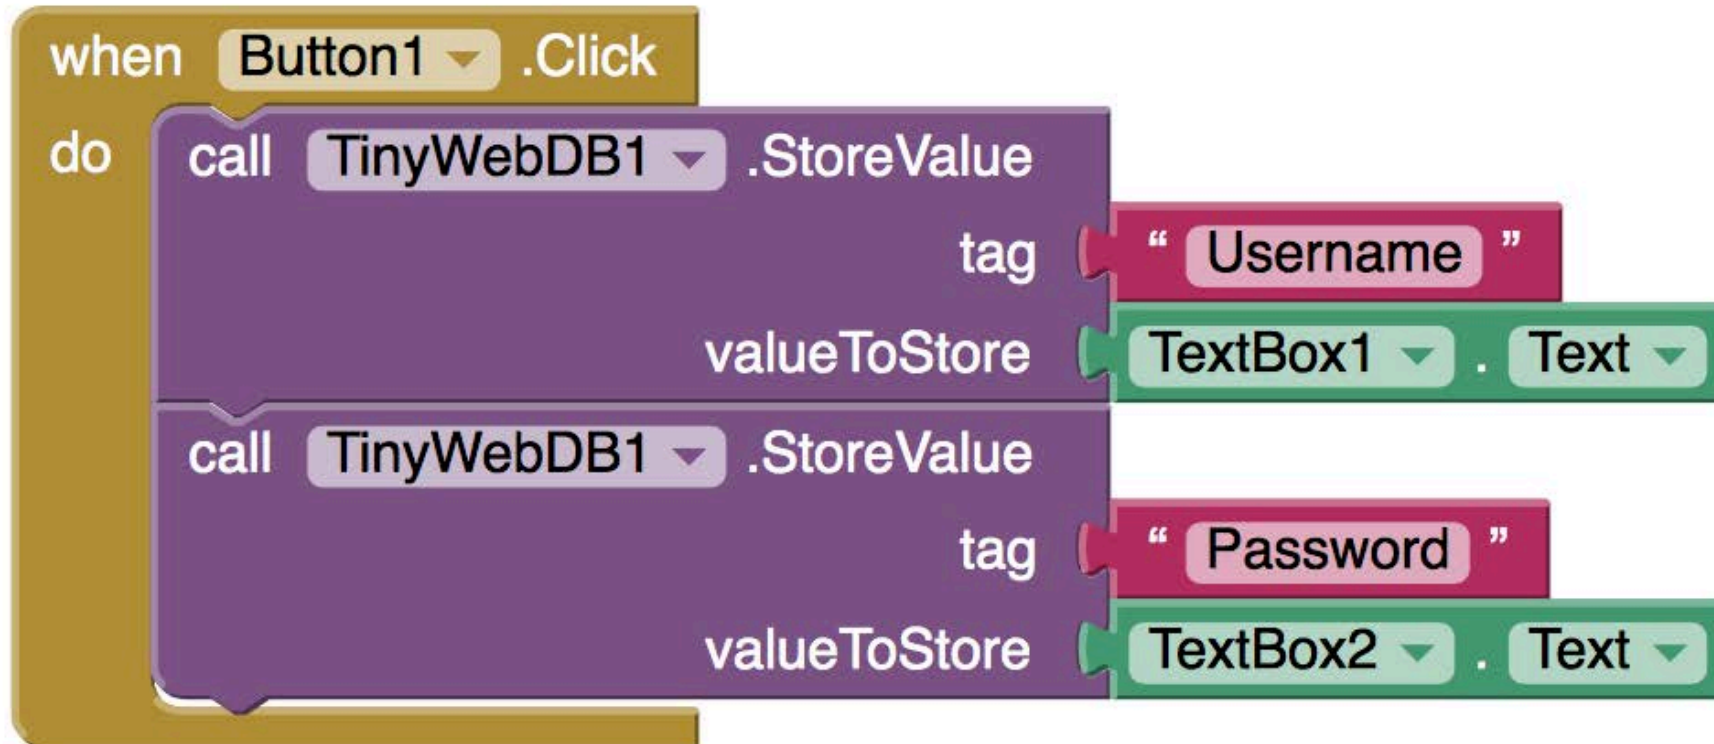 when Button1 .Click
do call TinyWebDB1 .StoreValue
tag “ Username ”
valueToStore TextBox1 . Text
call TinyWebDB1 .StoreValue
tag “ Password ”
valueToStore TextBox2 . Text